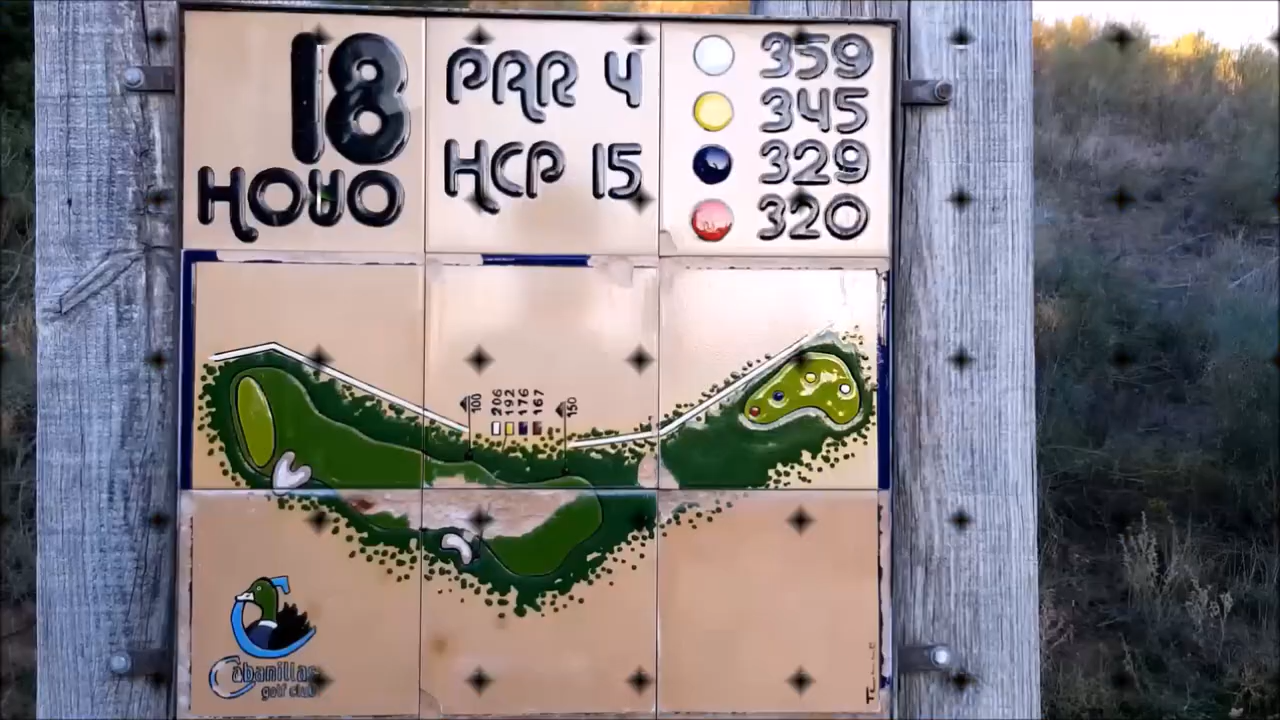 18
HOYO
PAR 4
HCP 15
359
345
329
320
100
206
192
176
167
150
Cabanillas
golf club